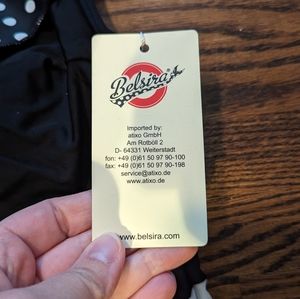 Belsira
Imported by:
atixo GmbH
Am Rotböll 2
D- 64331 Weiterstadt
fon: +49 (0)61 50 97 90-100
fax: +49 (0)61 50 97 90-198
service@atixo.de
www.atixo.de
www.belsira.com